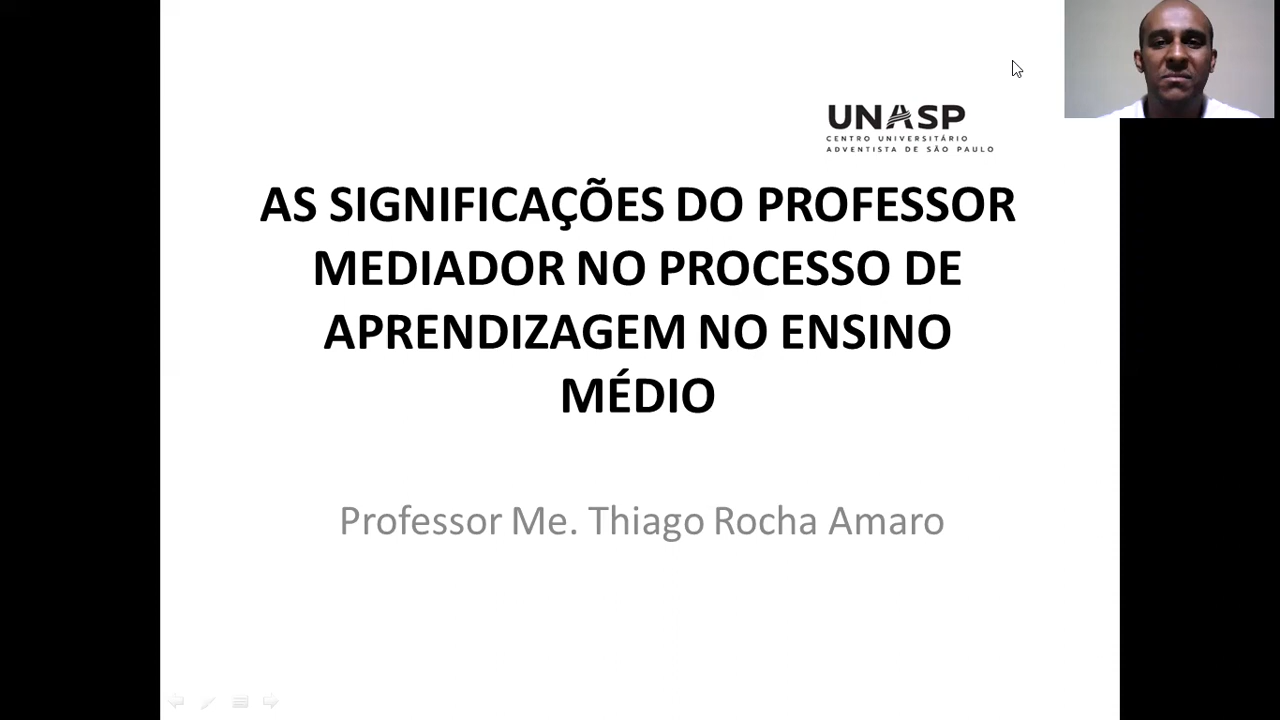 UNASP
CENTRO UNIVERSITÁRIO
ADVENTISTA DE SÃO PAULO
AS SIGNIFICAÇÕES DO PROFESSOR
MEDIADOR NO PROCESSO DE
APRENDIZAGEM NO ENSINO
MÉDIO
Professor Me. Thiago Rocha Amaro